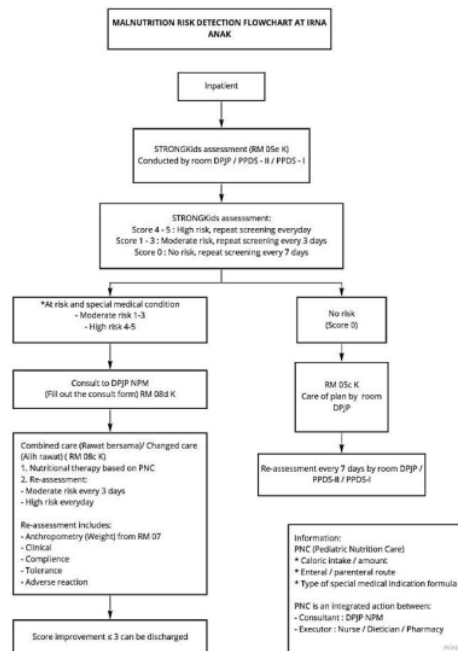 MALNUTRITION RISK DETECTION FLOWCHART AT IRNA
ANAK
Inpatient
STRONGKids assessment (RM 05e K)
Conducted by room DPJP / PPDS - II / PPDS - I
STRONGKids assesssment:
Score 4 - 5 : High risk, repeat screening everyday
Score 1 - 3 : Moderate risk, repeat screening every 3 days
Score 0 : No risk, repeat screening every 7 days
*At risk and special medical condition
- Moderate risk 1-3
- High risk 4-5
No risk
(Score 0)
Consult to DPJP NPM
(Fill out the consult form) RM 08d K
RM 05c K
Care of plan by room
DPJP
Combined care (Rawat bersama)/ Changed care
(Alih rawat) ( RM 08c K)
1. Nutritional therapy based on PNC
2. Re-assessment:
- Moderate risk every 3 days
- High risk everyday
Re-assessment includes:
- Anthropometry (Weight) from RM 07
- Clinical
- Complience
- Tolerance
- Adverse reaction
Re-assessment every 7 days by room DPJP /
PPDS-II / PPDS-I
Information:
PNC (Pediatric Nutrition Care)
* Caloric intake / amount
* Enteral / parenteral route
* Type of special medical indication formula
PNC is an integrated action between:
- Consultant : DPJP NPM
- Executor : Nurse / Dietician / Pharmacy
Score improvement ≤ 3 can be discharged
miro